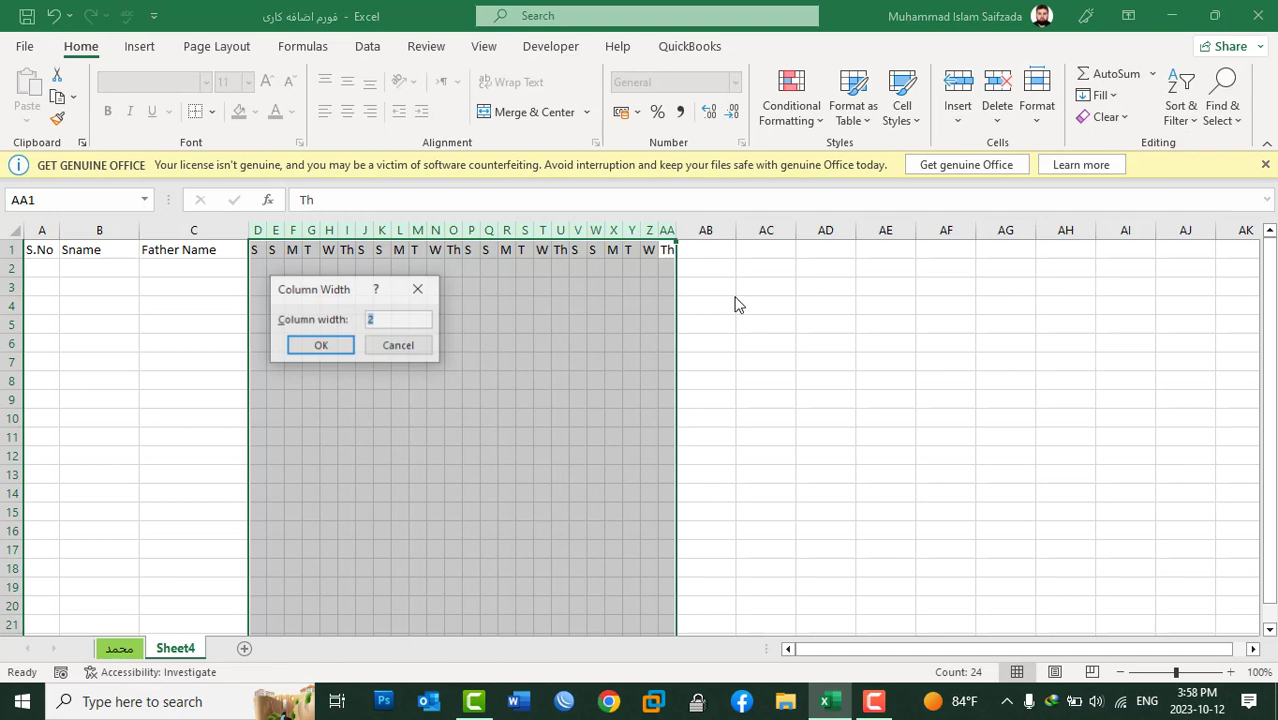 فورم اضافه کاری - Excel
Search
Muhammad Islam Saifzada
File Home Insert Page Layout Formulas Data Review View Developer Help QuickBooks Share
Paste
11
Wrap Text
General
Conditional Formatting
Format as Table
Cell Styles
Insert
Delete
Format
AutoSum
Fill
Clear
Sort & Filter
Find & Select
B I U
Merge & Center
Clipboard
Font
Alignment
Number
Styles
Cells
Editing
GET GENUINE OFFICE Your license isn't genuine, and you may be a victim of software counterfeiting. Avoid interruption and keep your files safe with genuine Office today. Get genuine Office Learn more
AA1 fx Th
A B C D E F G H I J K L M N O P Q R S T U V W X Y Z AA AB AC AD AE AF AG AH AI AJ AK
1 S.No Sname Father Name S S M T W Th S S M T W Th S S M T W Th S S M T W Th
2
3
4
5
6
7
8
9
10
11
12
13
14
15
16
17
18
19
20
21
Column Width ?
Column width: 2
OK Cancel
محمد Sheet4
Ready Accessibility: Investigate Count: 24 100%
Type here to search
84°F
ENG
3:58 PM
2023-10-12